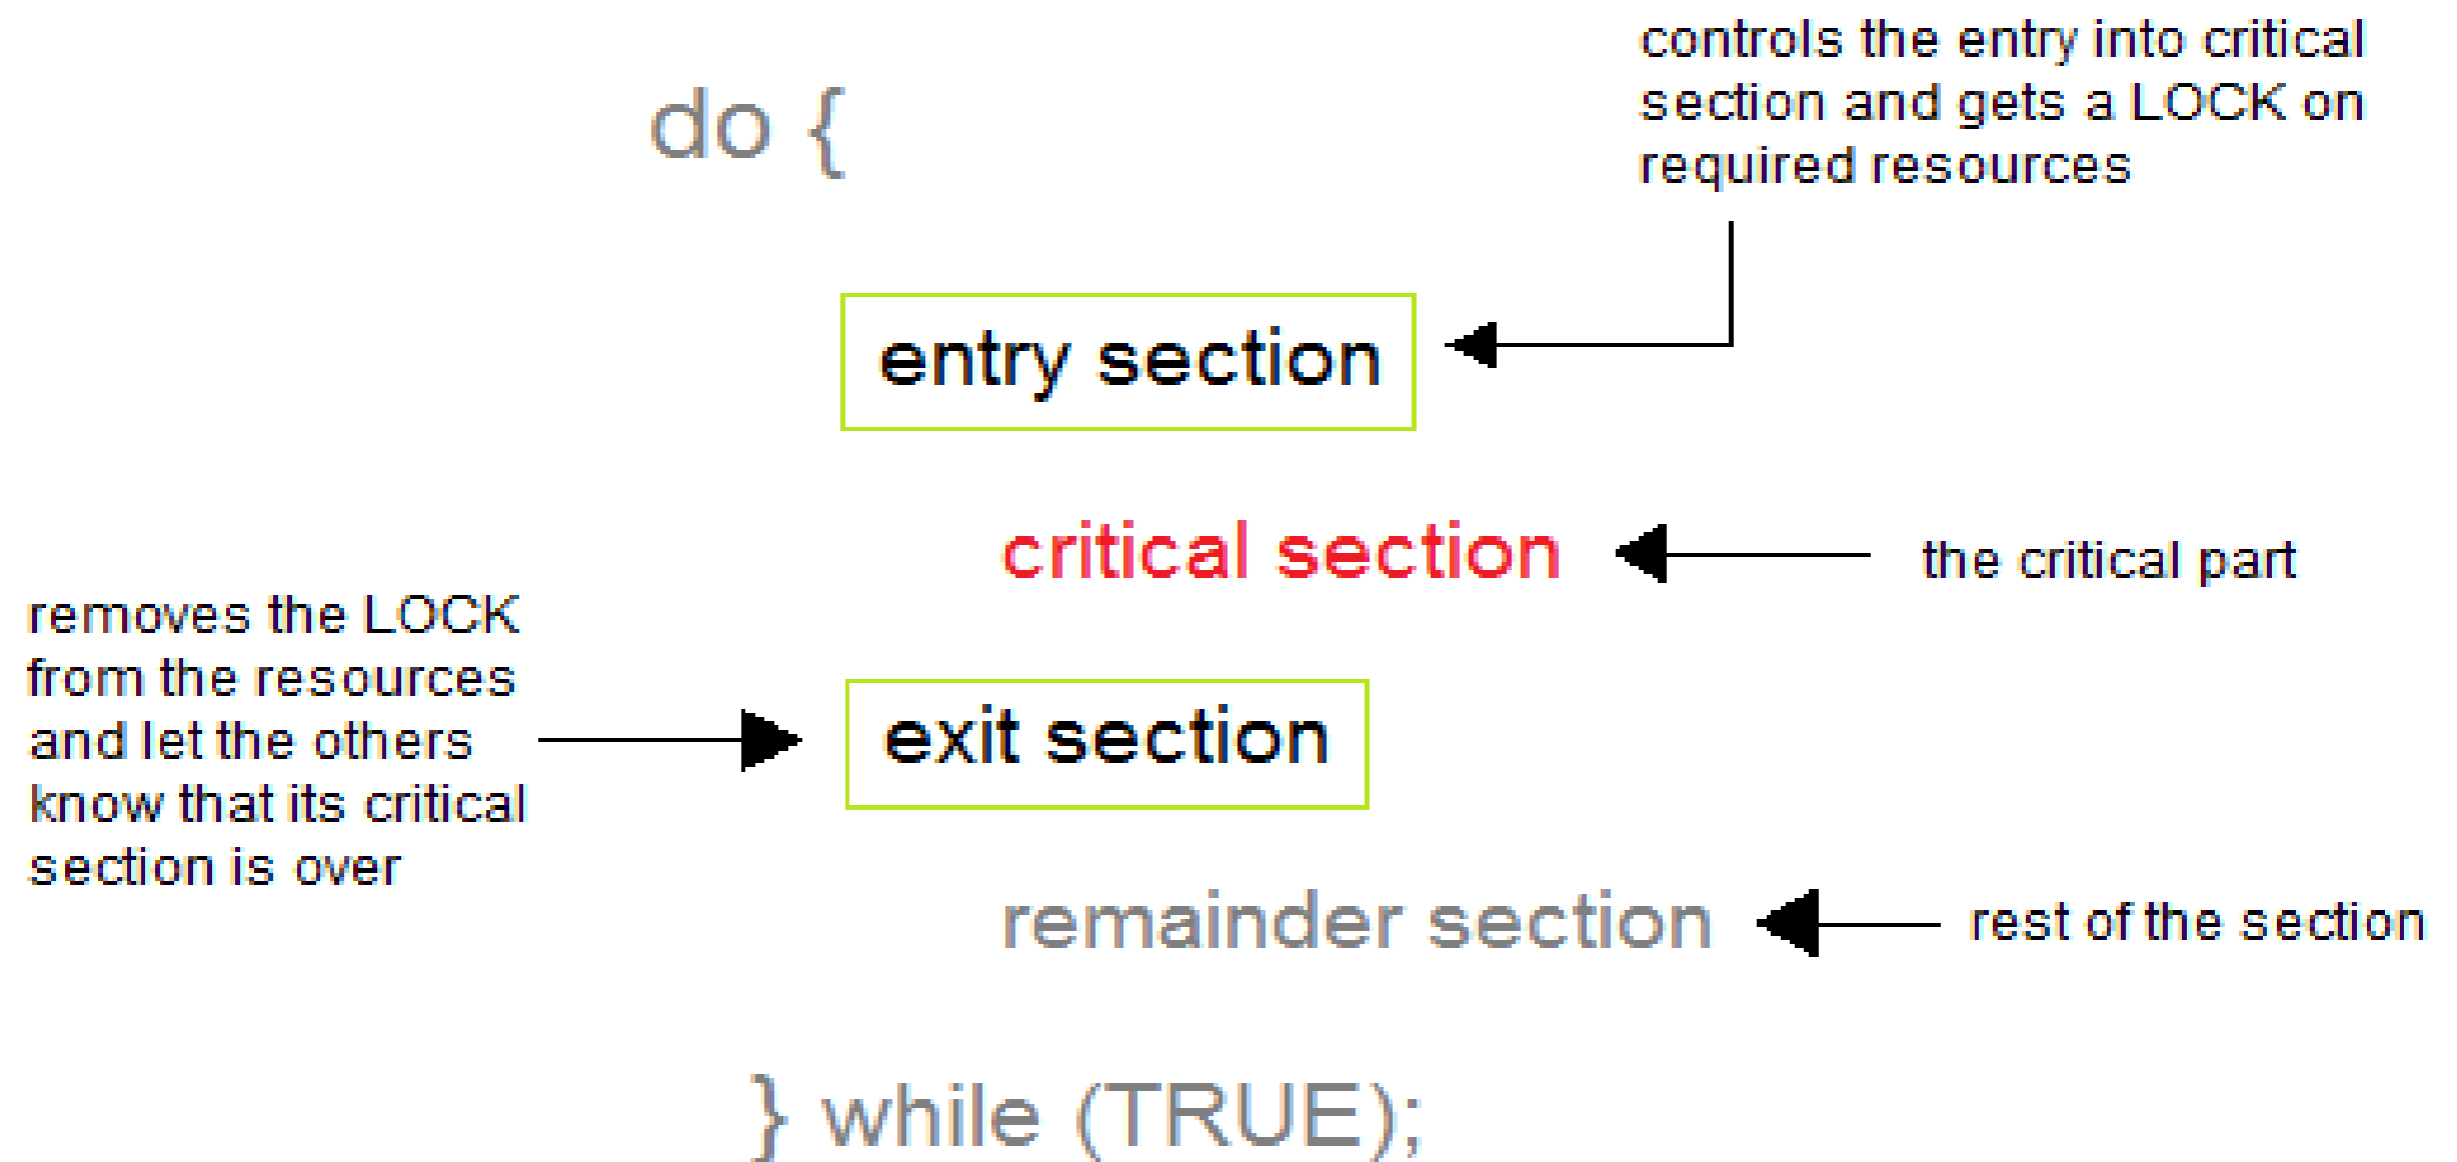 controls the entry into critical
section and gets a LOCK on
required resources
do {
entry section
critical section
the critical part
removes the LOCK
from the resources
and let the others
know that its critical
section is over
exit section
remainder section
rest of the section
} while (TRUE);